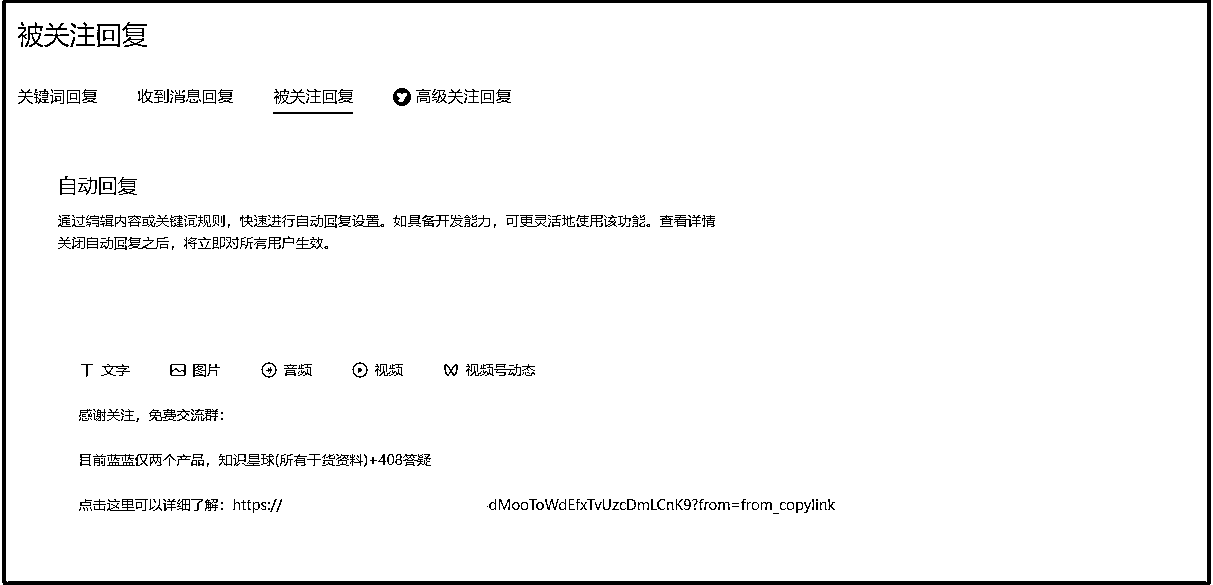 被关注回复
关键词回复 收到消息回复 被关注回复 高级关注回复
自动回复
通过编辑内容或关键词规则，快速进行自动回复设置。如具备开发能力，可更灵活地使用该功能。查看详情
关闭自动回复之后，将立即对所有用户生效。
文字 图片 音频 视频 视频号动态
感谢关注，免费交流群：
目前蓝蓝仅两个产品，知识星球(所有干货资料)+408答疑
点击这里可以详细了解：https:// dMooToWdEfxTvUzcDmLCnK9?from=from_copylink